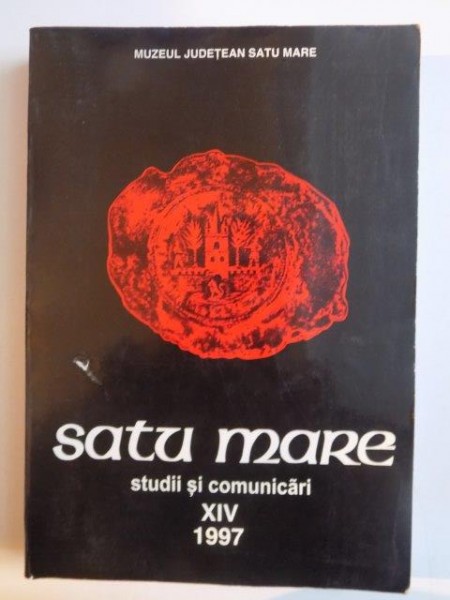 MUZEUL JUDEȚEAN SATU MARE
satu mare
studii și comunicări
XIV
1997